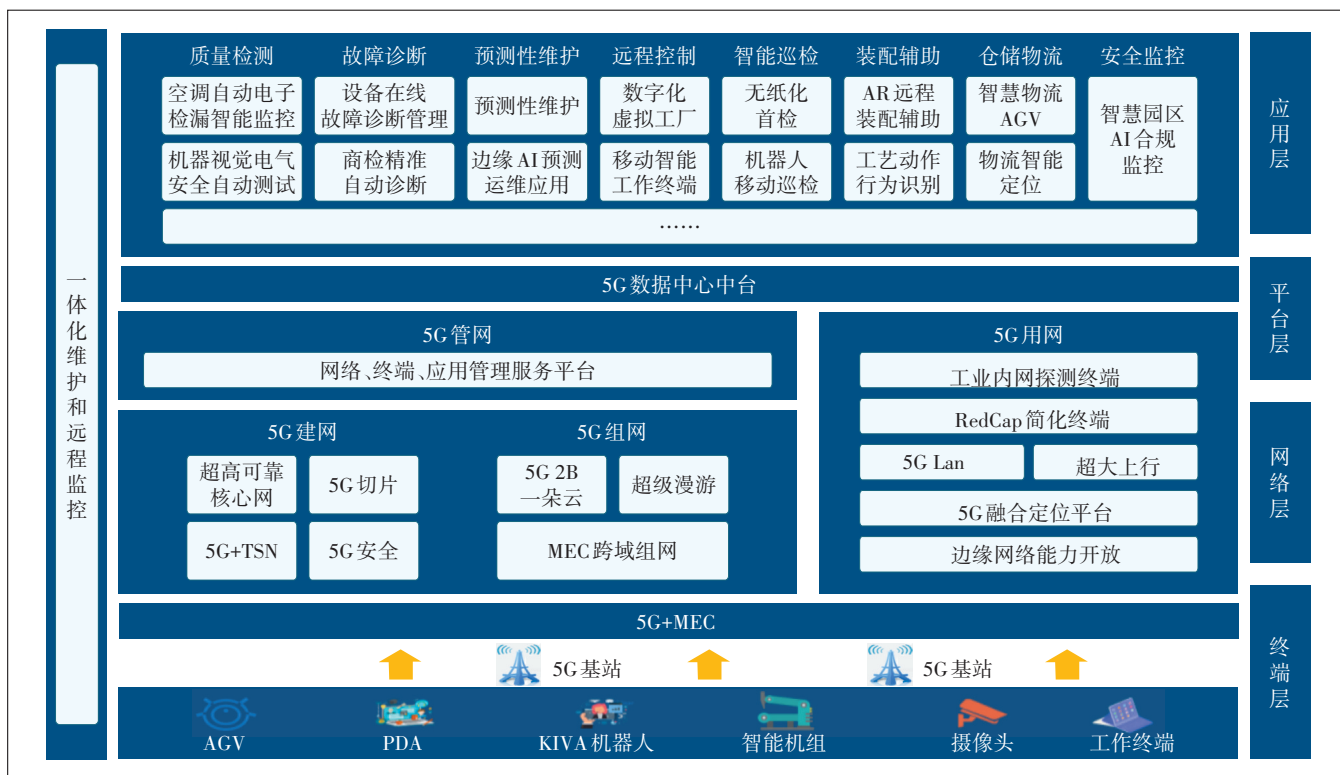 一体化维护和远程监控
质量检测
故障诊断
预测性维护
远程控制
智能巡检
装配辅助
仓储物流
安全监控
空调自动电子
检漏智能监控
设备在线
故障诊断管理
预测性维护
数字化
虚拟工厂
无纸化
首检
AR远程
装配辅助
智慧物流
AGV
智慧园区
AI合规
监控
机器视觉电气
安全自动测试
商检精准
自动诊断
边缘AI预测
运维应用
移动智能
工作终端
机器人
移动巡检
工艺动作
行为识别
物流智能
定位
……
应用层
5G数据中心中台
平台层
5G管网
网络、终端、应用管理服务平台
5G建网
超高可靠
核心网
5G切片
5G+TSN
5G安全
5G组网
5G 2B
一朵云
超级漫游
MEC跨域组网
5G用网
工业内网探测终端
RedCap简化终端
5G Lan
超大上行
5G融合定位平台
边缘网络能力开放
网络层
5G+MEC
5G基站
5G基站
AGV
PDA
KIVA机器人
智能机组
摄像头
工作终端
终端层